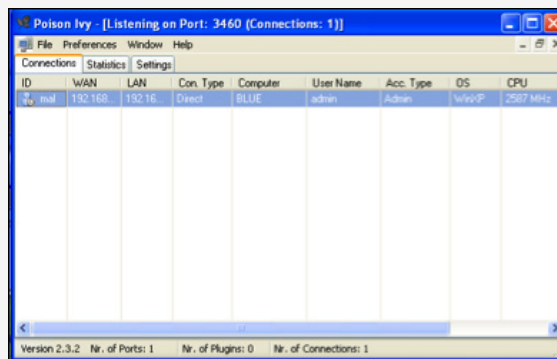 Poison Ivy - [Listening on Port: 3460 (Connections: 1)]
File Preferences Window Help
Connections Statistics Settings
ID WAN LAN Con. Type Computer User Name Acc. Type OS CPU
mal 192.168... 192.16... Direct BLUE admin Admin WinXP 2587 MHz
Version 2.3.2 Nr. of Ports: 1 Nr. of Plugins: 0 Nr. of Connections: 1